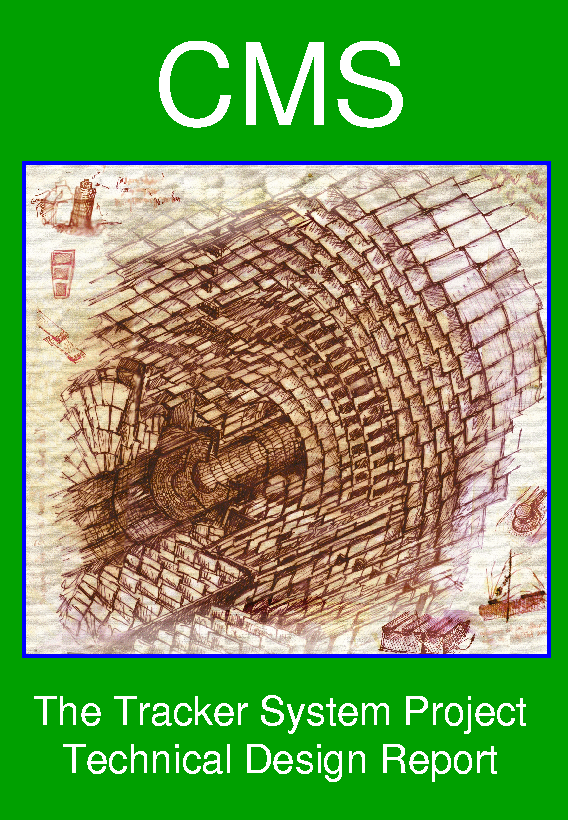 CMS
The Tracker System Project
Technical Design Report